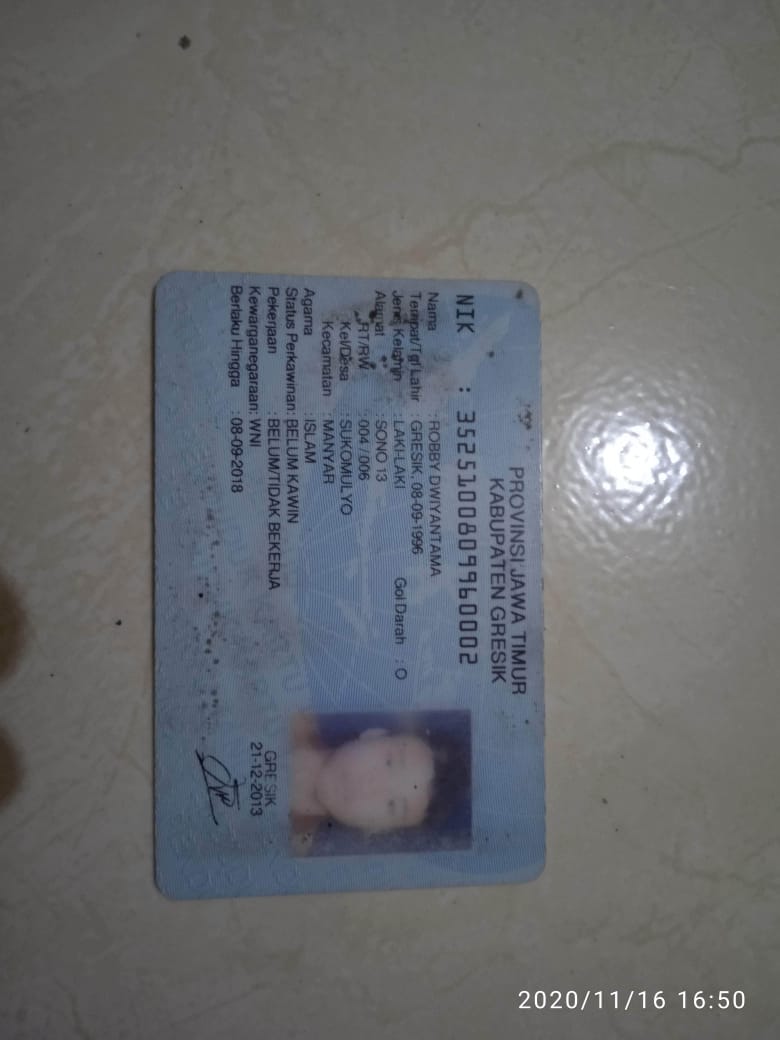 PROVINSI JAWA TIMUR
KABUPATEN GRESIK
NIK : 3525100809960002
Nama : ROBBY DWIYANTAMA
Tempat/Tgl Lahir : GRESIK, 08-09-1996
Jenis Kelamin : LAKI-LAKI Gol Darah : O
Alamat : SONO 13
RT/RW : 004 / 006
Kel/Desa : SUKOMULYO
Kecamatan : MANYAR
Agama : ISLAM
Status Perkawinan: BELUM KAWIN
Pekerjaan : BELUM/TIDAK BEKERJA
Kewarganegaraan: WNI
Berlaku Hingga : 08-09-2018
GRESIK
21-12-2013
2020/11/16 16:50